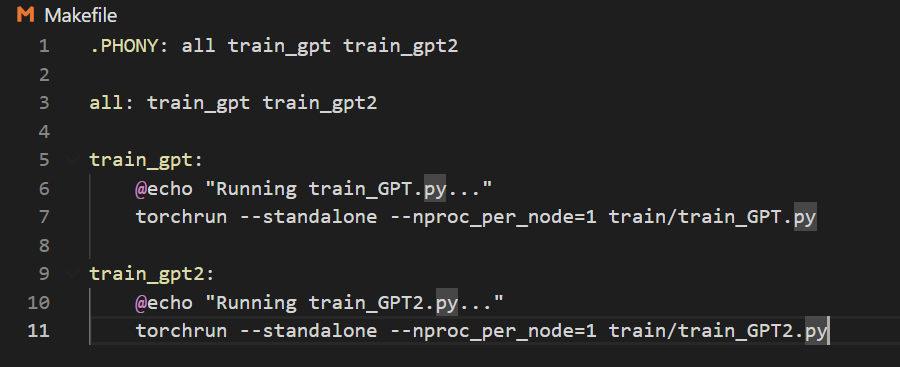 Makefile
1 .PHONY: all train_gpt train_gpt2
2
3 all: train_gpt train_gpt2
4
5 train_gpt:
6 @echo "Running train_GPT.py..."
7 torchrun --standalone --nproc_per_node=1 train/train_GPT.py
8
9 train_gpt2:
10 @echo "Running train_GPT2.py..."
11 torchrun --standalone --nproc_per_node=1 train/train_GPT2.py